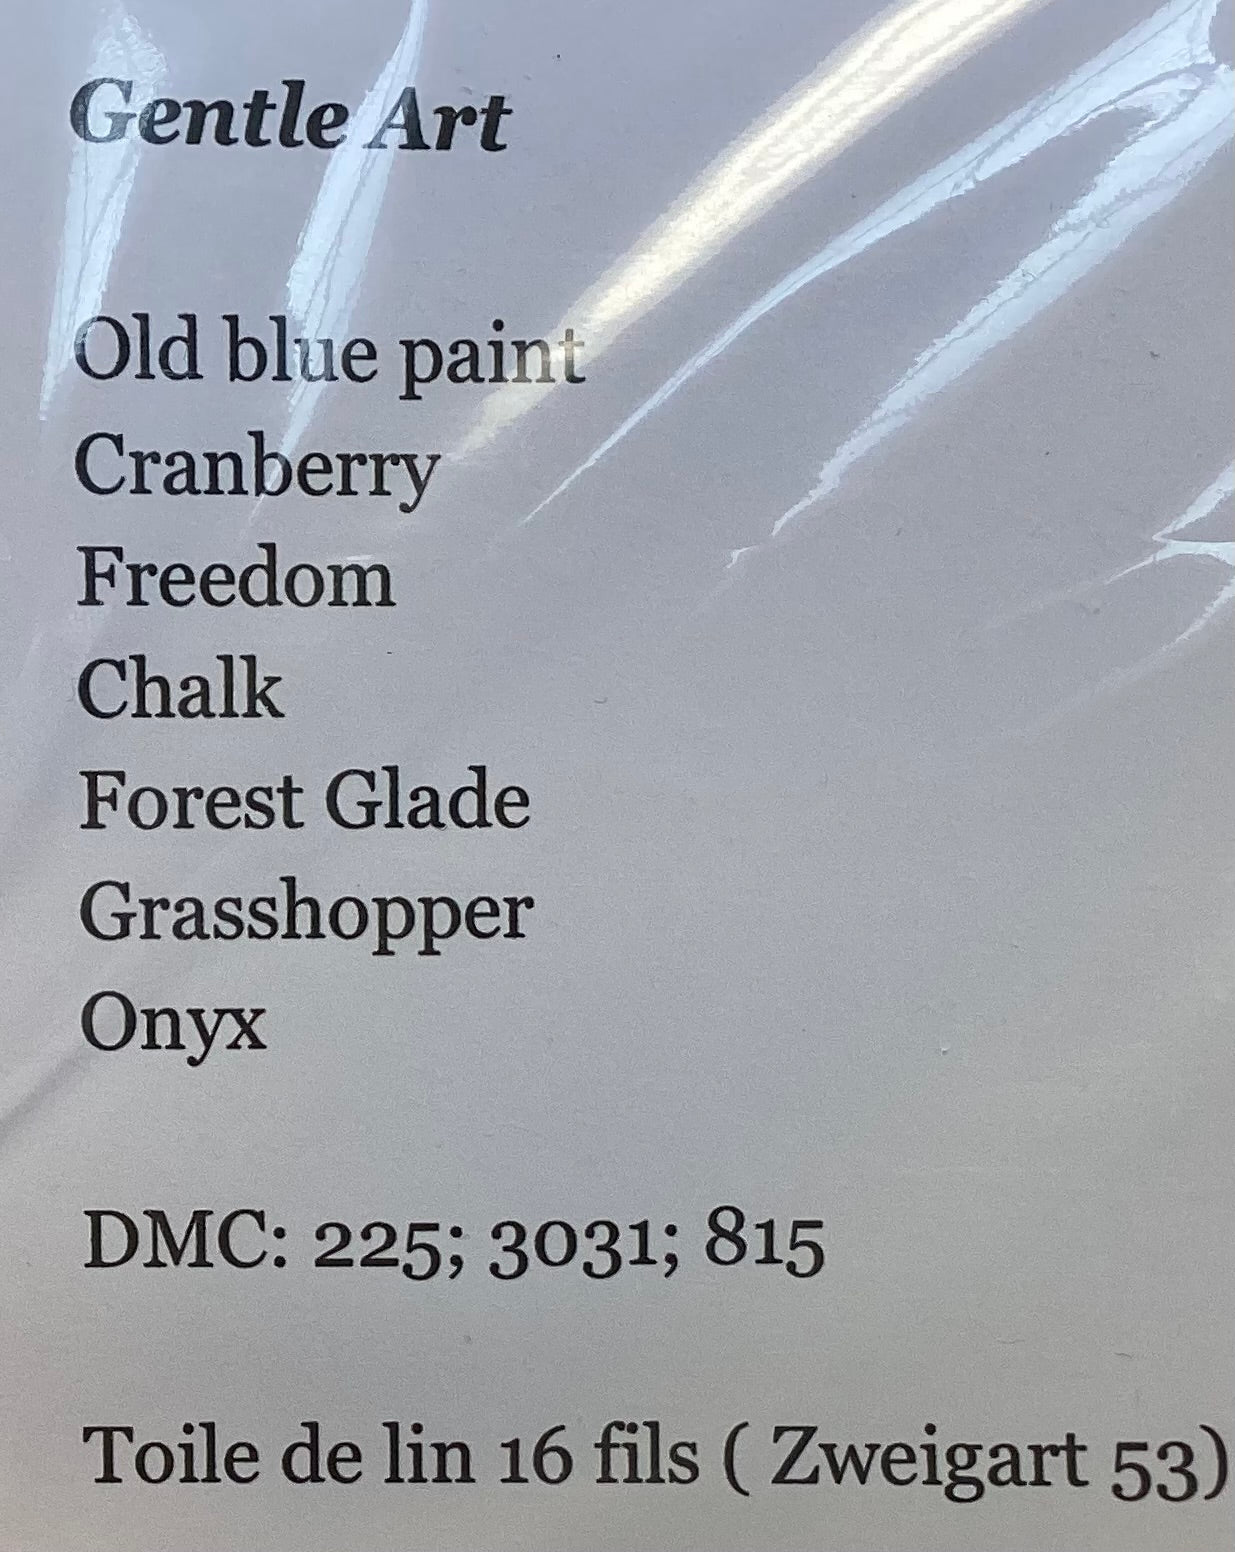 Gentle Art
Old blue paint
Cranberry
Freedom
Chalk
Forest Glade
Grasshopper
Onyx
DMC: 225; 3031; 815
Toile de lin 16 fils ( Zweigart 53)